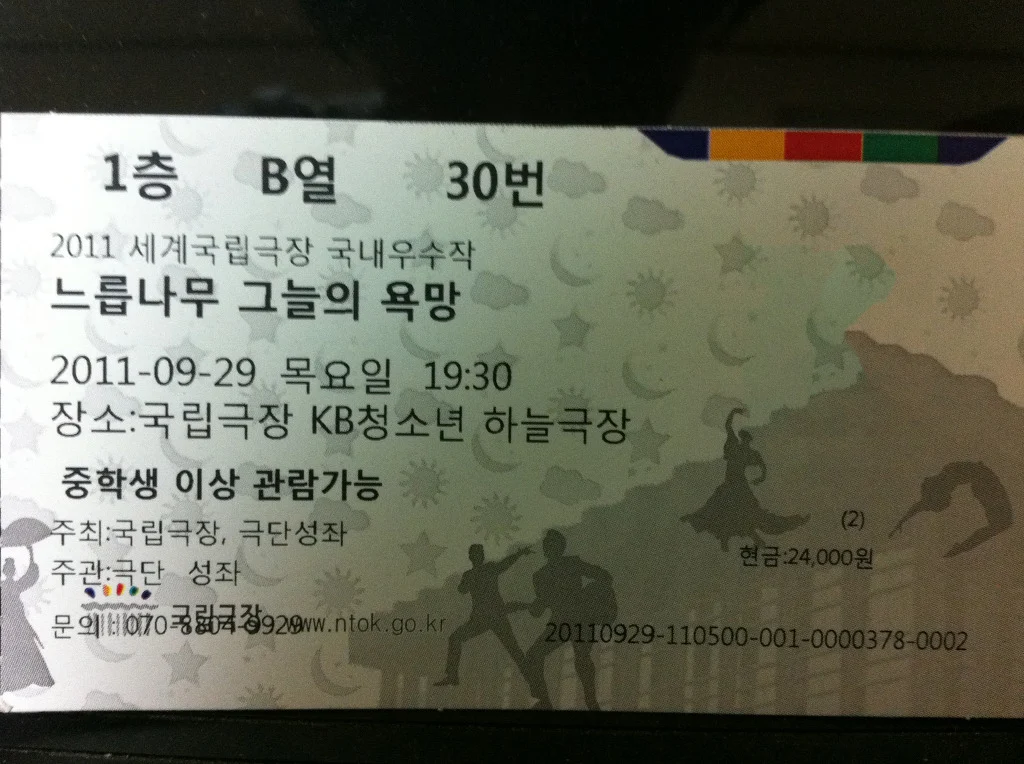 1층 B열 30번
2011 세계국립극장 국내우수작
느릅나무 그늘의 욕망
2011-09-29 목요일 19:30
장소:국립극장 KB청소년 하늘극장
중학생 이상 관람가능
주최:국립극장, 극단성좌
(2)
현금:24,000원
주관:극단 성좌
국립극장
문의 : 070-8804-9929
www.ntok.go.kr
20110929-110500-001-0000378-0002